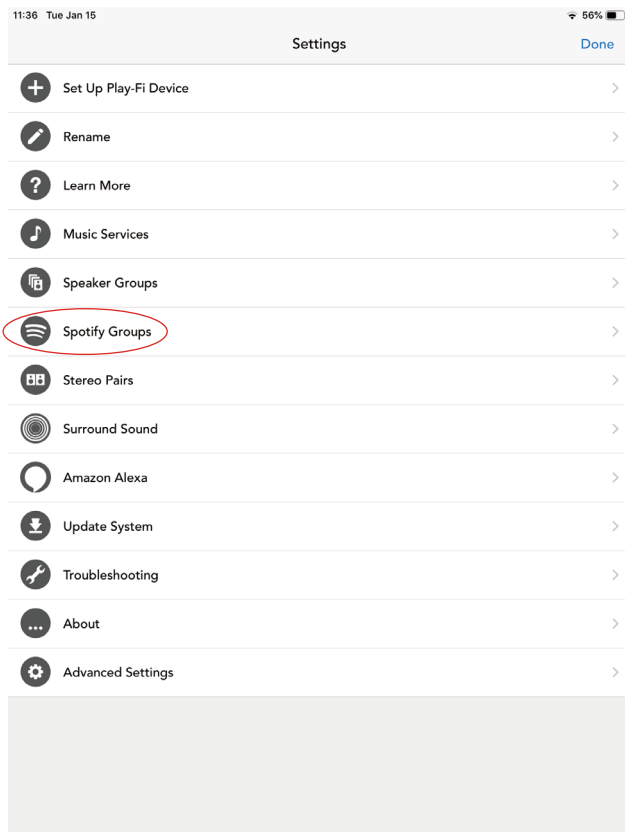 11:36 Tue Jan 15 56%
Settings Done
Set Up Play-Fi Device
Rename
Learn More
Music Services
Speaker Groups
Spotify Groups
Stereo Pairs
Surround Sound
Amazon Alexa
Update System
Troubleshooting
About
Advanced Settings